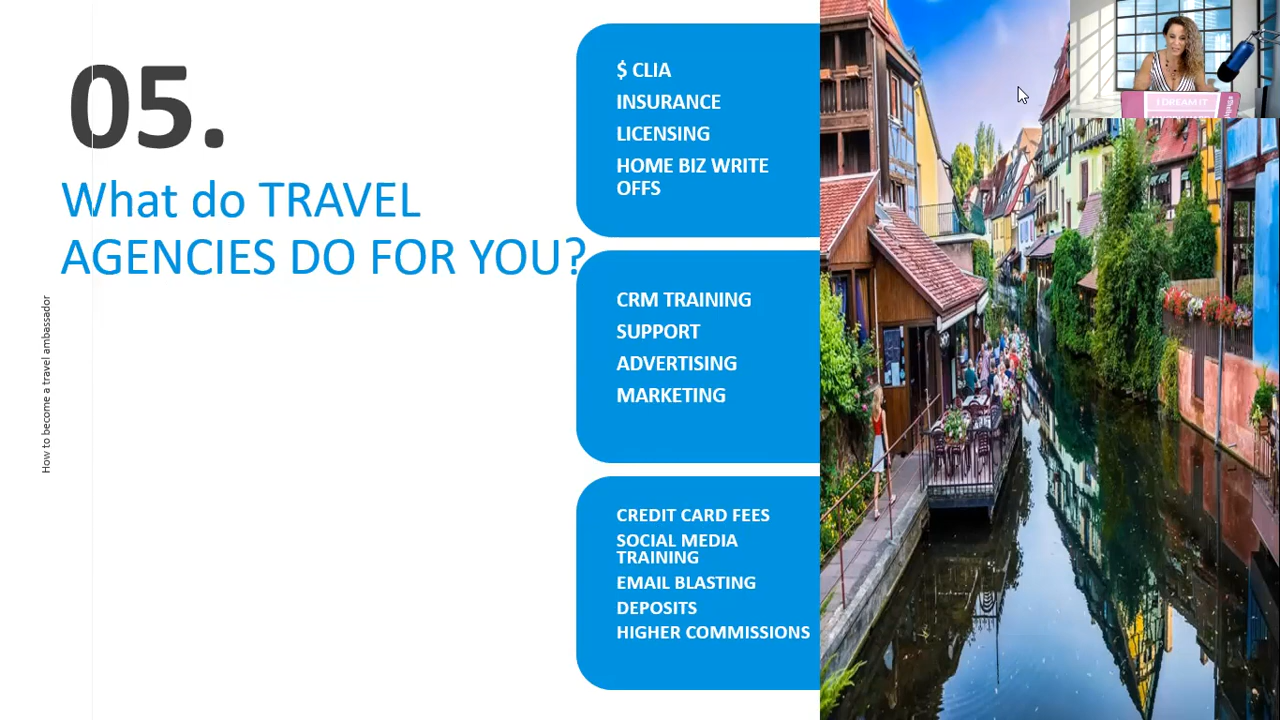 05.
What do TRAVEL
AGENCIES DO FOR YOU?
How to become a travel ambassador
$ CLIA
INSURANCE
LICENSING
HOME BIZ WRITE
OFFS
CRM TRAINING
SUPPORT
ADVERTISING
MARKETING
CREDIT CARD FEES
SOCIAL MEDIA
TRAINING
EMAIL BLASTING
DEPOSITS
HIGHER COMMISSIONS
I DREAM IT